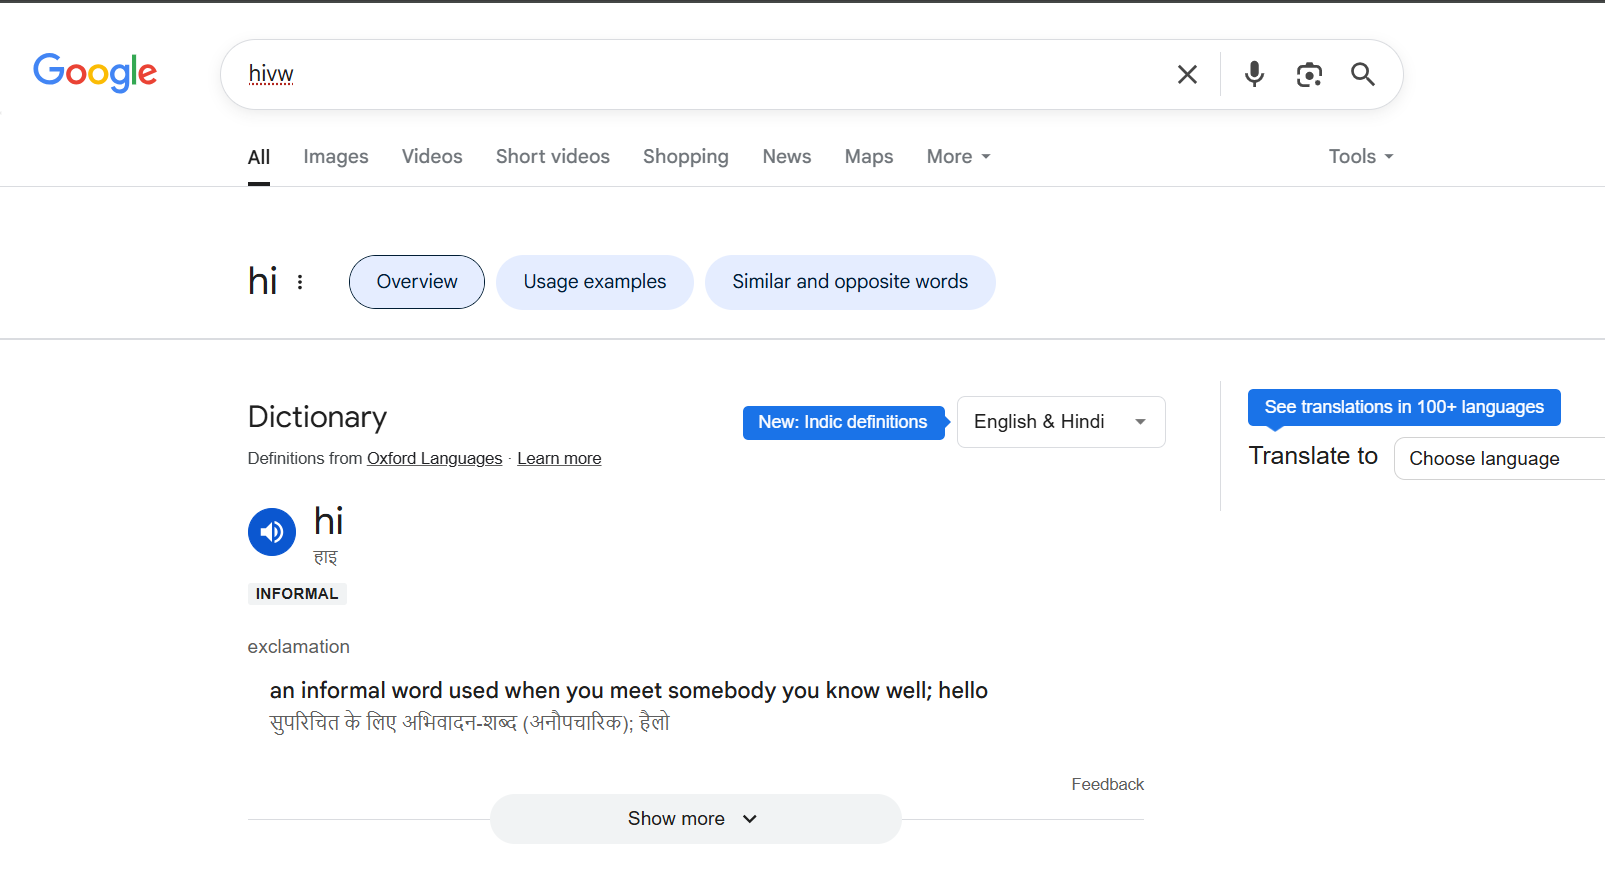 Google
hivw
All Images Videos Short videos Shopping News Maps More Tools
hi Overview Usage examples Similar and opposite words
Dictionary
New: Indic definitions English & Hindi
Definitions from Oxford Languages · Learn more
See translations in 100+ languages
Translate to Choose language
hi
हाइ
INFORMAL
exclamation
an informal word used when you meet somebody you know well; hello
सुपरिचित के लिए अभिवादन-शब्द (अनौपचारिक); हैलो
Feedback
Show more